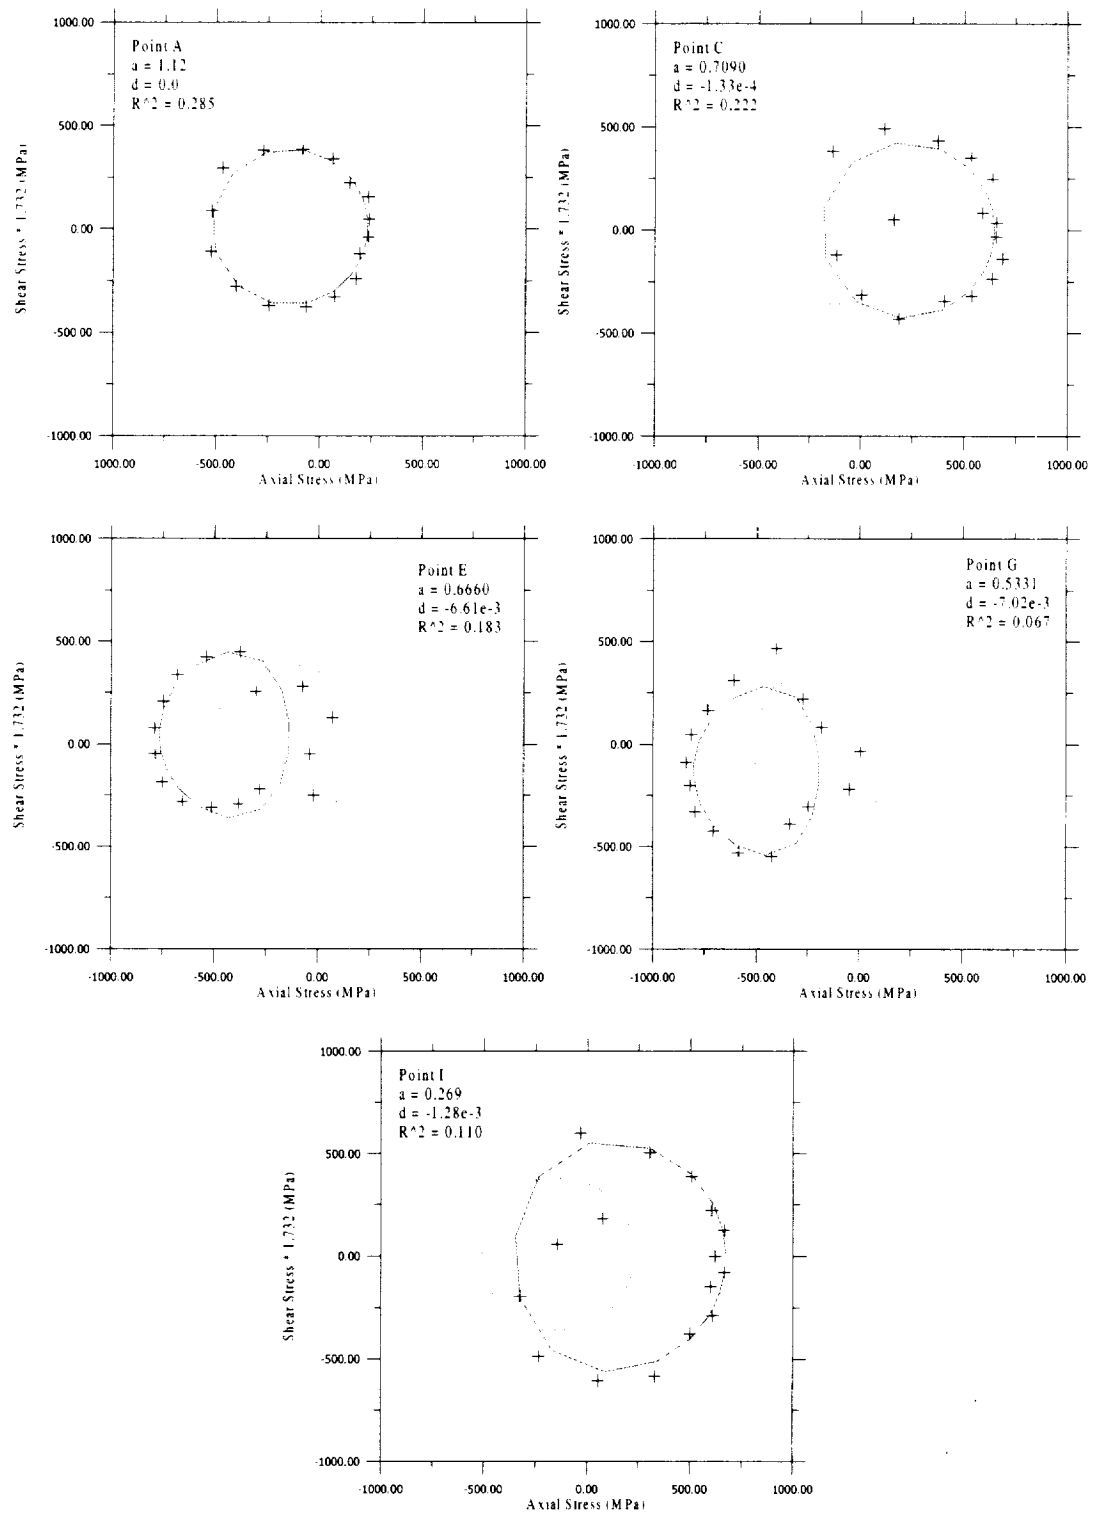 1000.00
Point A
a = 1.12
d = 0.0
R^2 = 0.285
500.00
0.00
-500.00
-1000.00
Shear Stress * 1.732 (MPa)
1000.00 -500.00 0.00 500.00 1000.00
Axial Stress (MPa)
1000.00
Point C
a = 0.7090
d = -1.33e-4
R^2 = 0.222
500.00
0.00
-500.00
-1000.00
Shear Stress * 1.732 (MPa)
-1000.00 -500.00 0.00 500.00 1000.00
Axial Stress (MPa)
1000.00
Point E
a = 0.6660
d = -6.61e-3
R^2 = 0.183
500.00
0.00
-500.00
-1000.00
Shear Stress * 1.732 (MPa)
-1000.00 -500.00 0.00 500.00 1000.00
Axial Stress (MPa)
1000.00
Point G
a = 0.5331
d = -7.02e-3
R^2 = 0.067
500.00
0.00
-500.00
-1000.00
Shear Stress * 1.732 (MPa)
-1000.00 -500.00 0.00 500.00 1000.00
Axial Stress (MPa)
1000.00
Point I
a = 0.269
d = -1.28e-3
R^2 = 0.110
500.00
0.00
-500.00
-1000.00
Shear Stress * 1.732 (MPa)
-1000.00 -500.00 0.00 500.00 1000.00
Axial Stress (MPa)